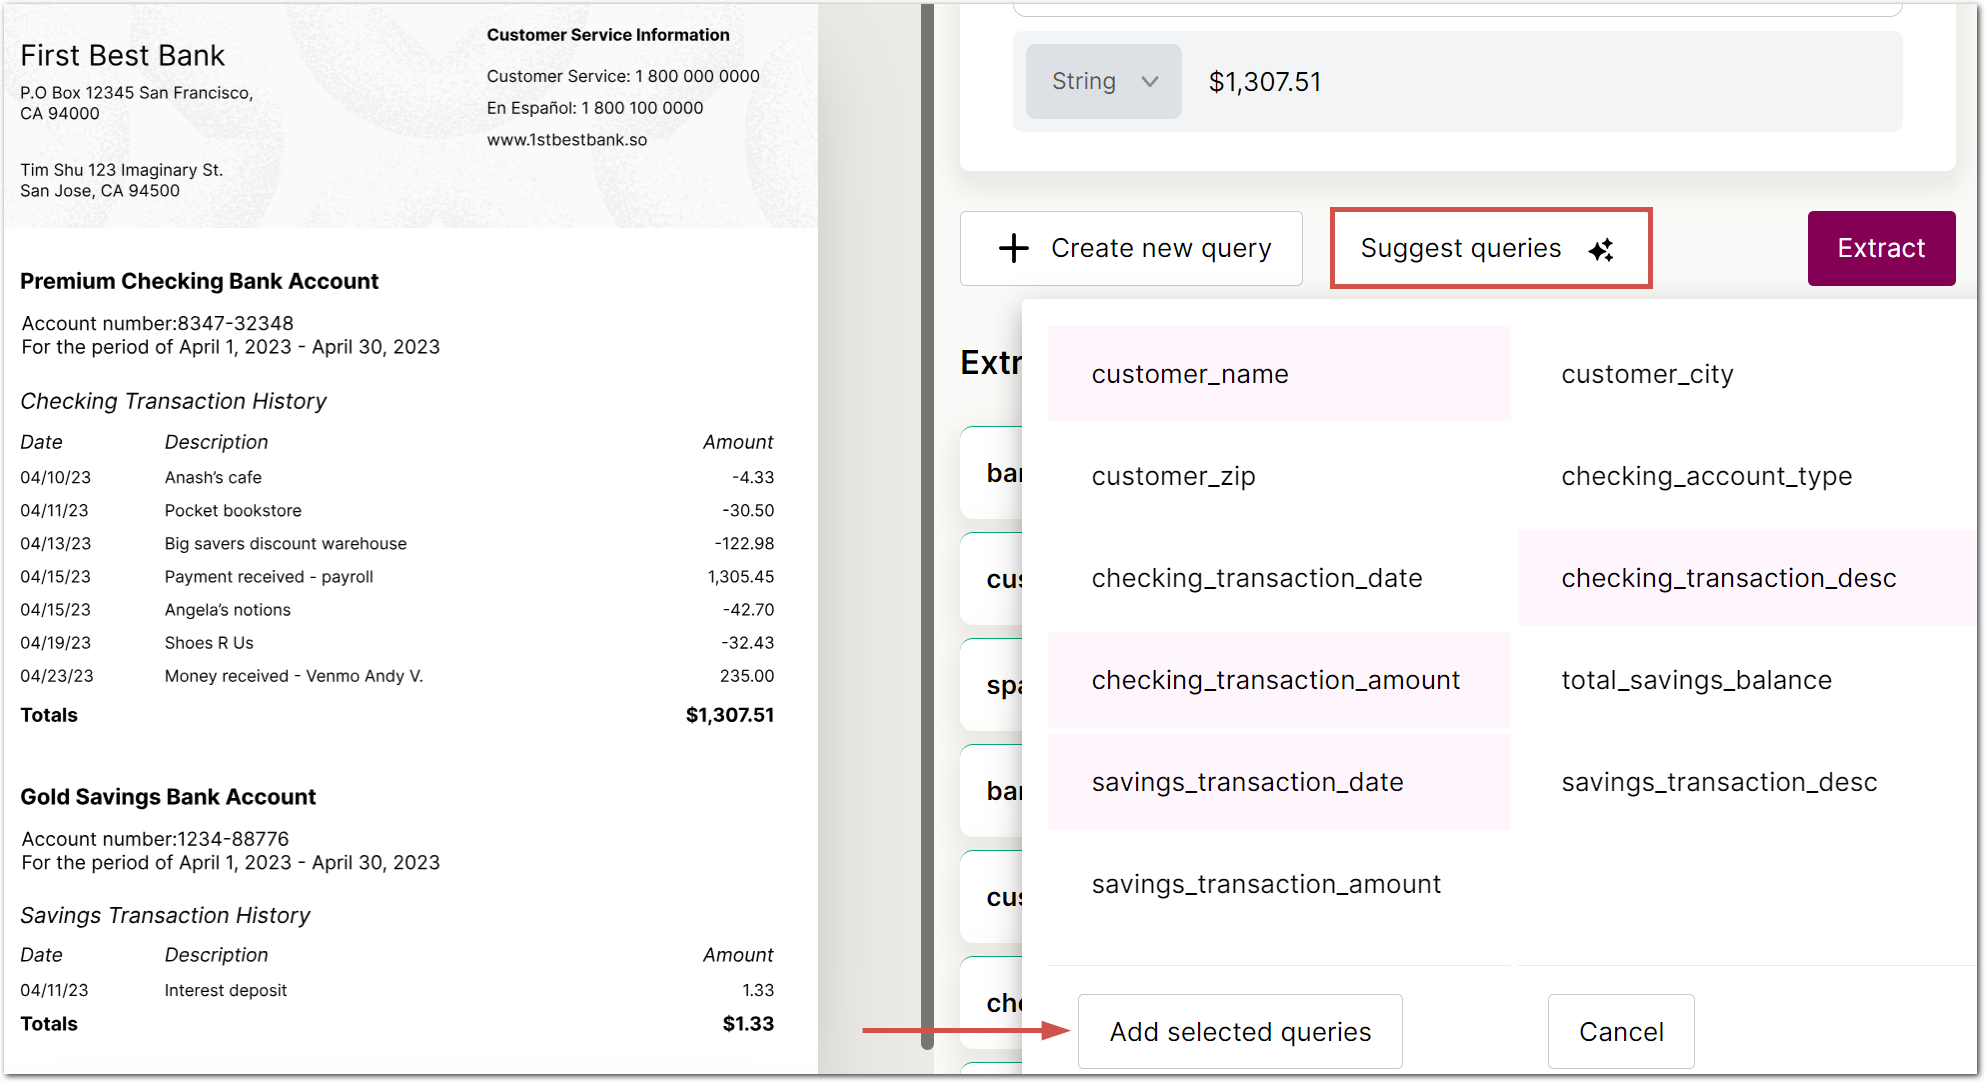 First Best Bank
P.O Box 12345 San Francisco,
CA 94000
Tim Shu 123 Imaginary St.
San Jose, CA 94500
Customer Service Information
Customer Service: 1 800 000 0000
En Español: 1 800 100 0000
www.1stbestbank.so
Premium Checking Bank Account
Account number:8347-32348
For the period of April 1, 2023 - April 30, 2023
Checking Transaction History
Date Description Amount
04/10/23 Anash’s cafe -4.33
04/11/23 Pocket bookstore -30.50
04/13/23 Big savers discount warehouse -122.98
04/15/23 Payment received - payroll 1,305.45
04/15/23 Angela’s notions -42.70
04/19/23 Shoes R Us -32.43
04/23/23 Money received - Venmo Andy V. 235.00
Totals $1,307.51
Gold Savings Bank Account
Account number:1234-88776
For the period of April 1, 2023 - April 30, 2023
Savings Transaction History
Date Description Amount
04/11/23 Interest deposit 1.33
Totals $1.33
String $1,307.51
Create new query Suggest queries Extract
Extr
bar
cus
spa
bar
cus
che
customer_name customer_city
customer_zip checking_account_type
checking_transaction_date checking_transaction_desc
checking_transaction_amount total_savings_balance
savings_transaction_date savings_transaction_desc
savings_transaction_amount
Add selected queries Cancel